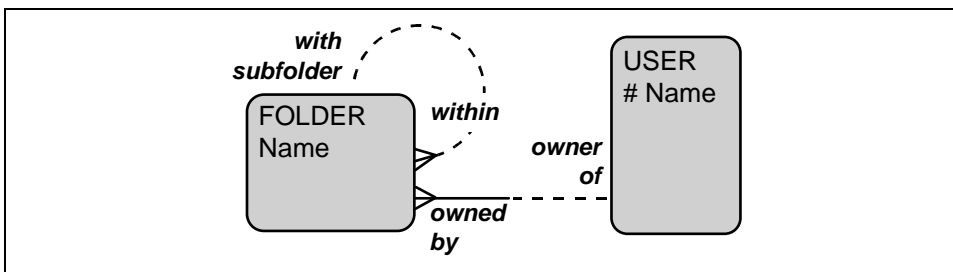 with
subfolder
FOLDER
Name
within
owned
by
owner
of
USER
# Name